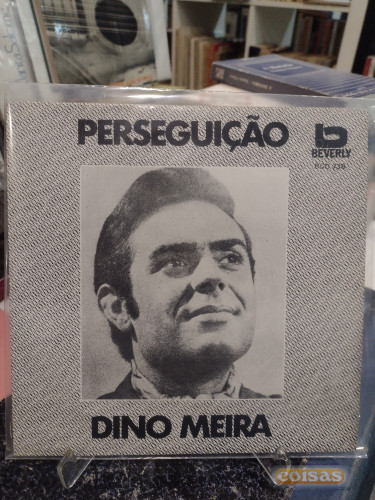 PERSEGUIÇÃO
BEVERLY
DINO MEIRA
coisas